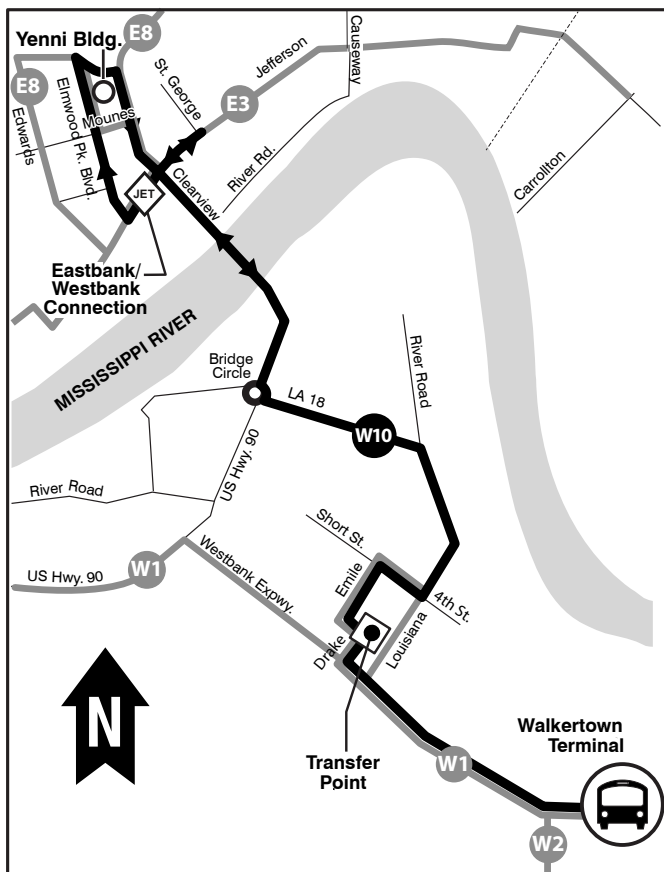 Yenni Bldg.
E8
E8
Causeway
Jefferson
St. George
E3
Mounes
Elmwood Pk. Blvd.
Edwards
River Rd.
Clearview
Carrollton
JET
Eastbank/
Westbank
Connection
MISSISSIPPI RIVER
Bridge
Circle
LA 18
River Road
W10
US Hwy. 90
River Road
Short St.
US Hwy. 90
W1
Westbank Expwy.
Emile
4th St.
Louisiana
Drake
N
Transfer
Point
W1
Walkertown
Terminal
W2